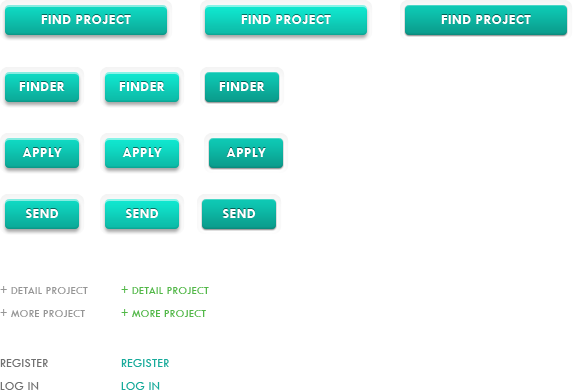 FIND PROJECT FIND PROJECT FIND PROJECT
FINDER FINDER FINDER
APPLY APPLY APPLY
SEND SEND SEND
+ DETAIL PROJECT + DETAIL PROJECT
+ MORE PROJECT + MORE PROJECT
REGISTER REGISTER
LOG IN LOG IN